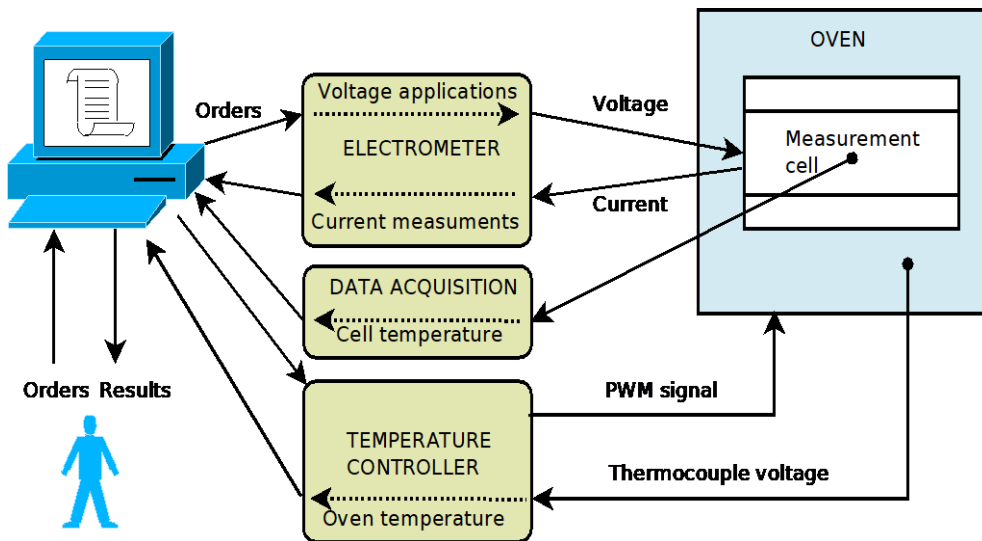 OVEN
Voltage applications
Orders
Voltage
ELECTROMETER
Measurement
cell
Current
Current measuments
DATA ACQUISITION
Cell temperature
Orders Results
PWM signal
TEMPERATURE
CONTROLLER
Thermocouple voltage
Oven temperature